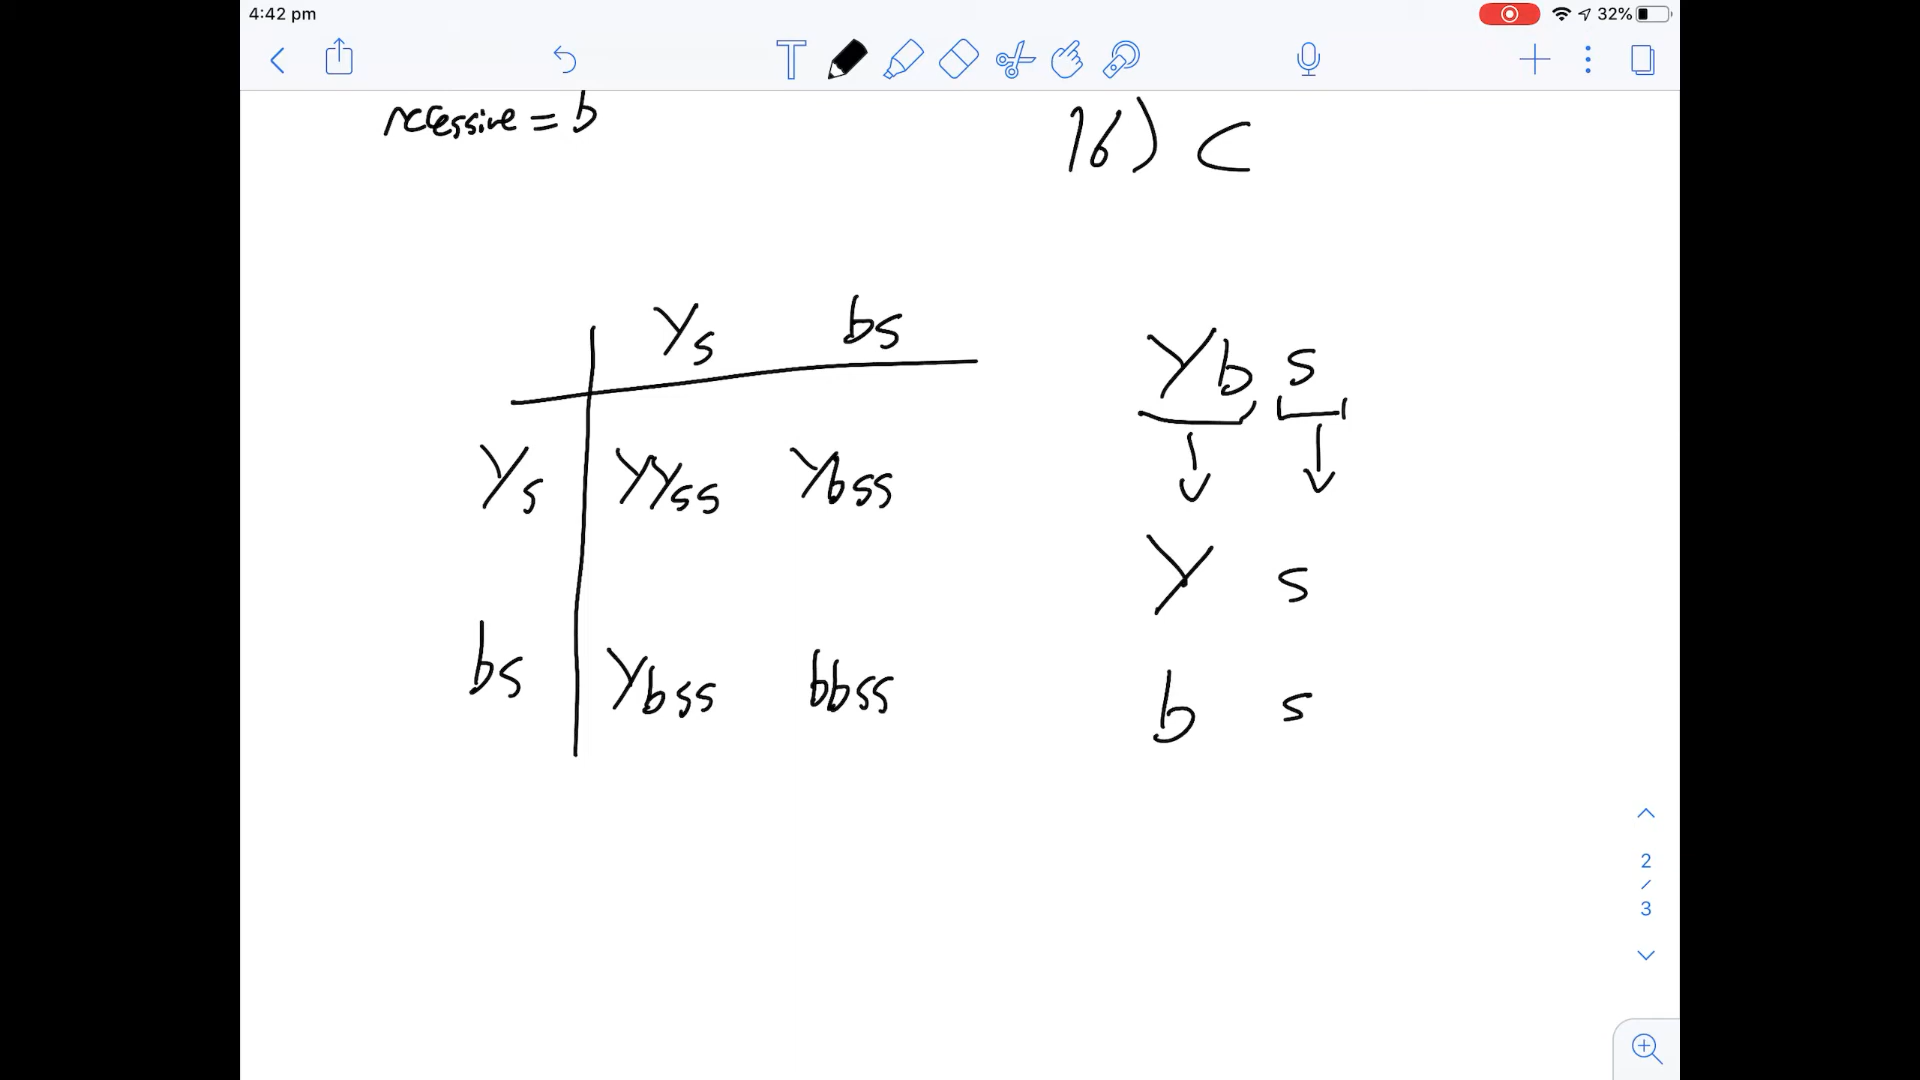 4:42 pm
32%
T
recessive = b
16) C
Ys bs
Yb s
Ys YYss Ybss
Y s
bs Ybss bbss
b s
2
/
3